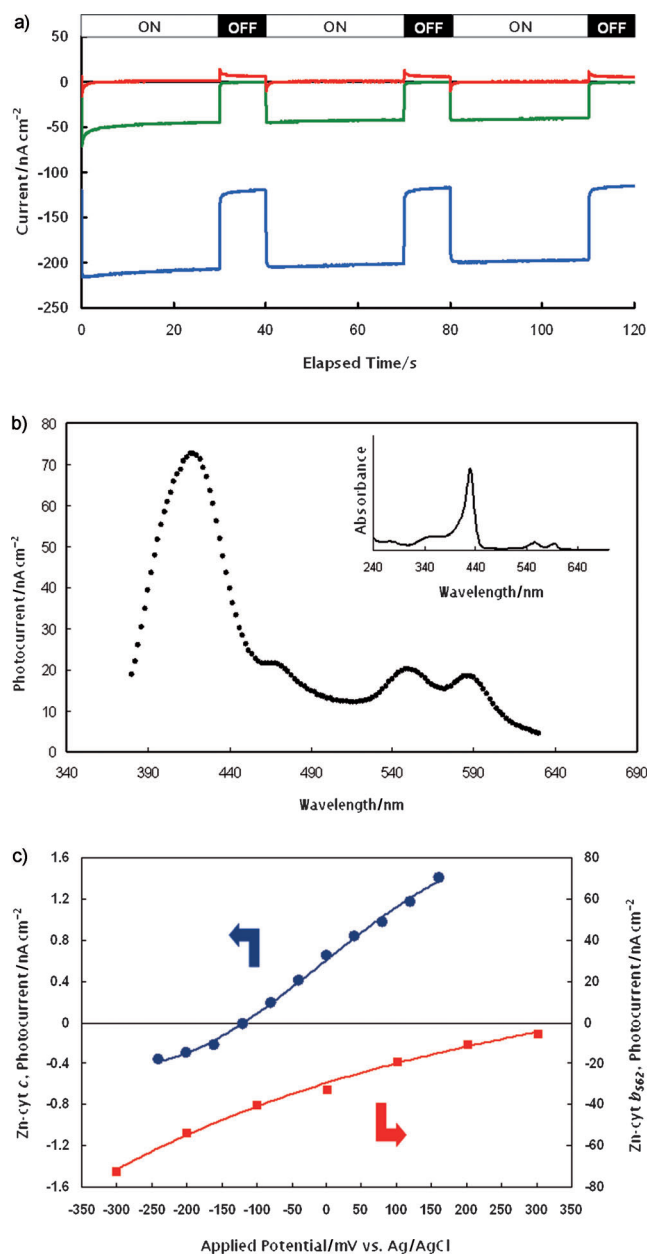 a)
ON OFF ON OFF ON OFF
50
0
-50
-100
-150
-200
-250
Current/nA cm⁻²
0 20 40 60 80 100 120
Elapsed Time/s
b)
80
70
60
50
40
30
20
10
0
Photocurrent/nA cm⁻²
Absorbance
240 340 440 540 640
Wavelength/nm
340 390 440 490 540 590 640 690
Wavelength/nm
c)
1.6
1.2
0.8
0.4
0
-0.4
-0.8
-1.2
-1.6
Zn-cyt c, Photocurrent/nA cm⁻²
80
60
40
20
0
-20
-40
-60
-80
Zn-cyt b₅₆₂, Photocurrent/nA cm⁻²
-350 -300 -250 -200 -150 -100 -50 0 50 100 150 200 250 300 350
Applied Potential/mV vs. Ag/AgCl